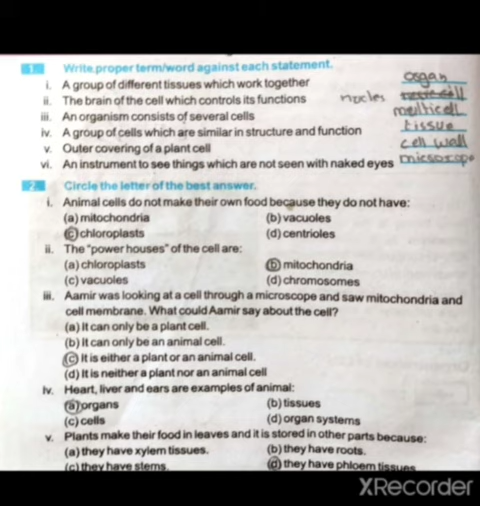 1. Write proper term/word against each statement.
i. A group of different tissues which work together organ
ii. The brain of the cell which controls its functions nucles
iii. An organism consists of several cells multicell
iv. A group of cells which are similar in structure and function tissue
v. Outer covering of a plant cell cell wall
vi. An instrument to see things which are not seen with naked eyes microscope
2. Circle the letter of the best answer.
i. Animal cells do not make their own food because they do not have:
(a) mitochondria (b) vacuoles
(c) chloroplasts (d) centrioles
ii. The "power houses" of the cell are:
(a) chloroplasts (b) mitochondria
(c) vacuoles (d) chromosomes
iii. Aamir was looking at a cell through a microscope and saw mitochondria and
cell membrane. What could Aamir say about the cell?
(a) It can only be a plant cell.
(b) It can only be an animal cell.
(c) It is either a plant or an animal cell.
(d) It is neither a plant nor an animal cell
iv. Heart, liver and ears are examples of animal:
(a) organs (b) tissues
(c) cells (d) organ systems
v. Plants make their food in leaves and it is stored in other parts because:
(a) they have xylem tissues. (b) they have roots.
(c) they have stems. (d) they have phloem tissues
XRecorder